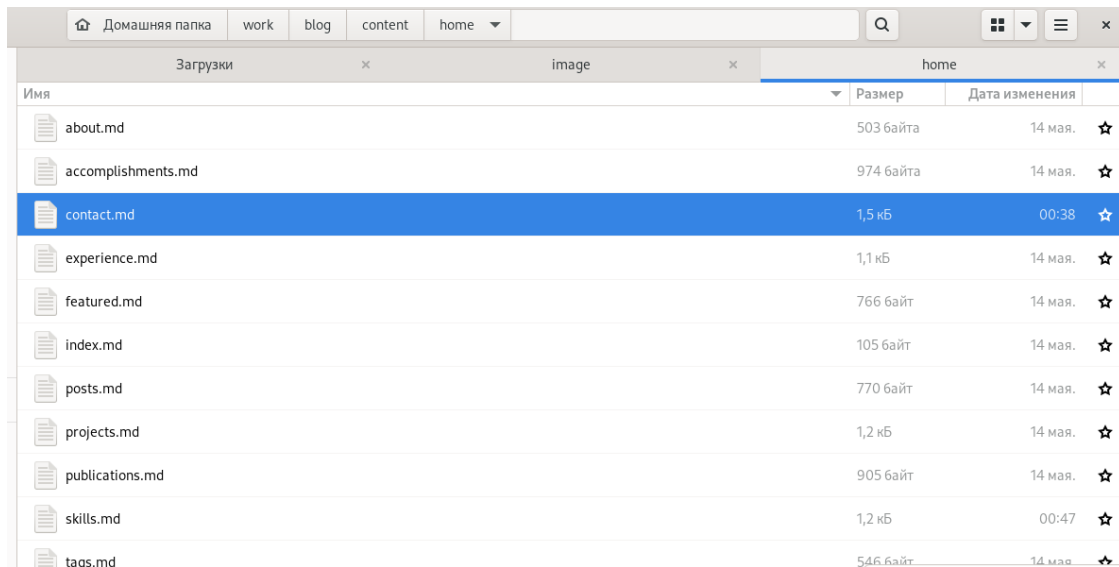 Домашняя папка work blog content home
Загрузки image home
Имя Размер Дата изменения
about.md 503 байта 14 мая.
accomplishments.md 974 байта 14 мая.
contact.md 1,5 кБ 00:38
experience.md 1,1 кБ 14 мая.
featured.md 766 байт 14 мая.
index.md 105 байт 14 мая.
posts.md 770 байт 14 мая.
projects.md 1,2 кБ 14 мая.
publications.md 905 байт 14 мая.
skills.md 1,2 кБ 00:47
tags.md 546 байт 14 мая.